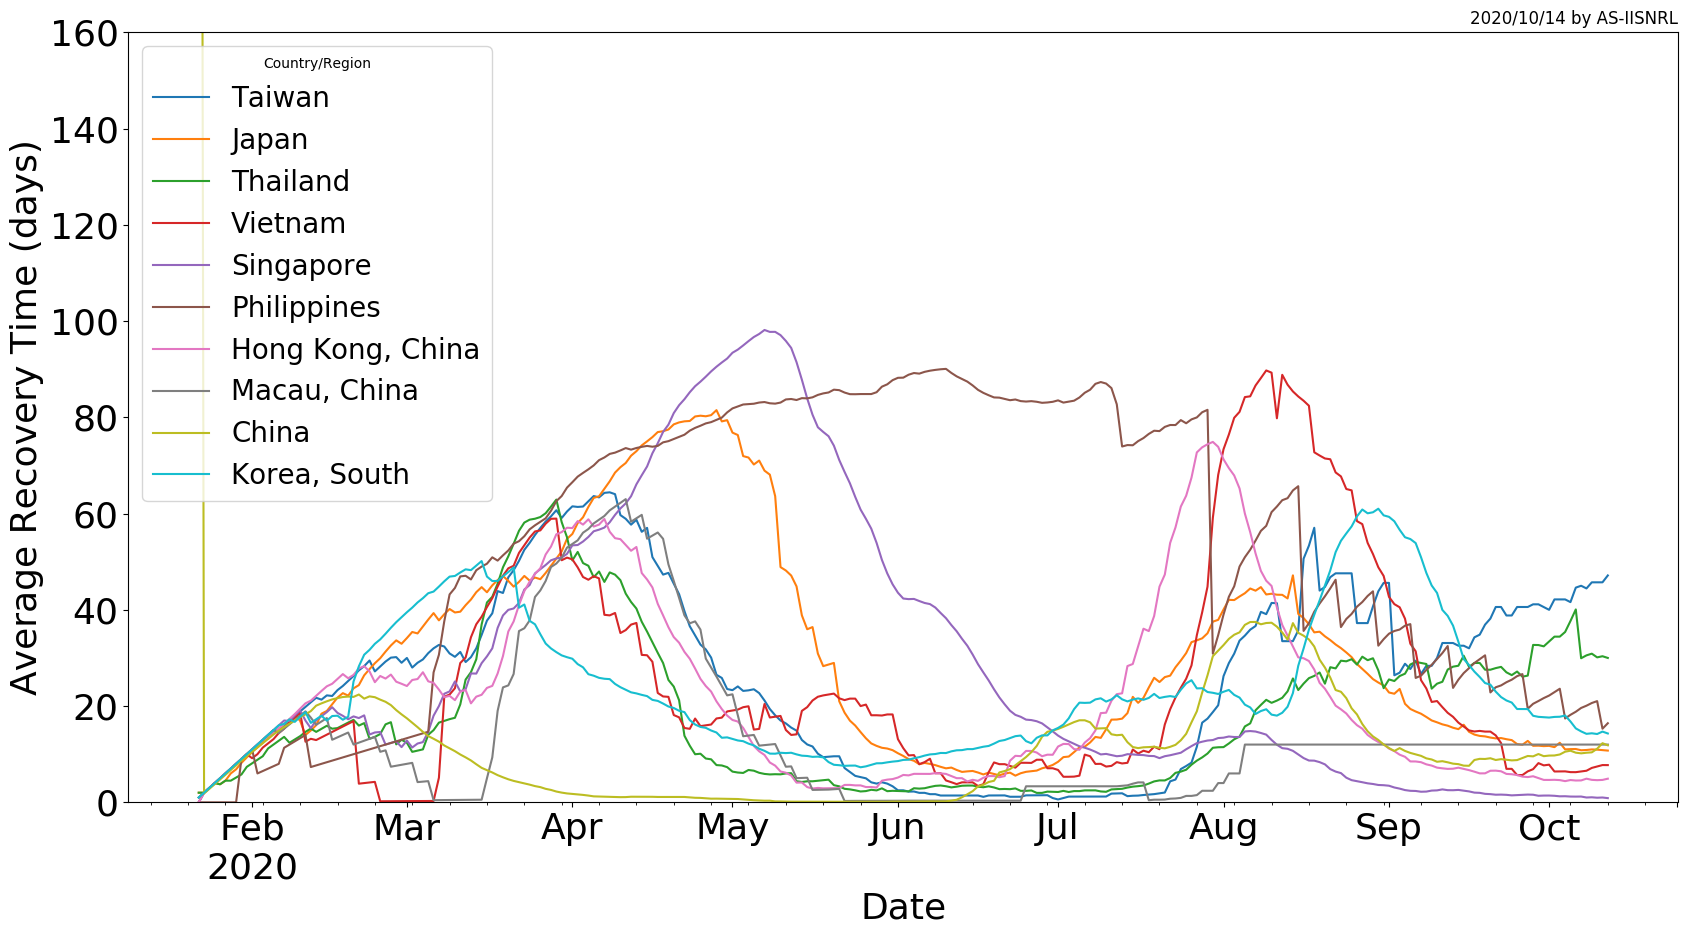 2020/10/14 by AS-IISNRL
160
140
120
100
80
60
40
20
0
Average Recovery Time (days)
Country/Region
Taiwan
Japan
Thailand
Vietnam
Singapore
Philippines
Hong Kong, China
Macau, China
China
Korea, South
Feb Mar Apr May Jun Jul Aug Sep Oct
2020
Date